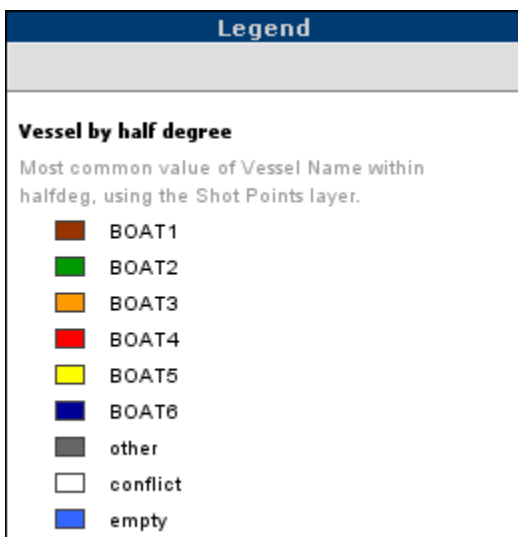 Legend
Vessel by half degree
Most common value of Vessel Name within
halfdeg, using the Shot Points layer.
BOAT1
BOAT2
BOAT3
BOAT4
BOAT5
BOAT6
other
conflict
empty